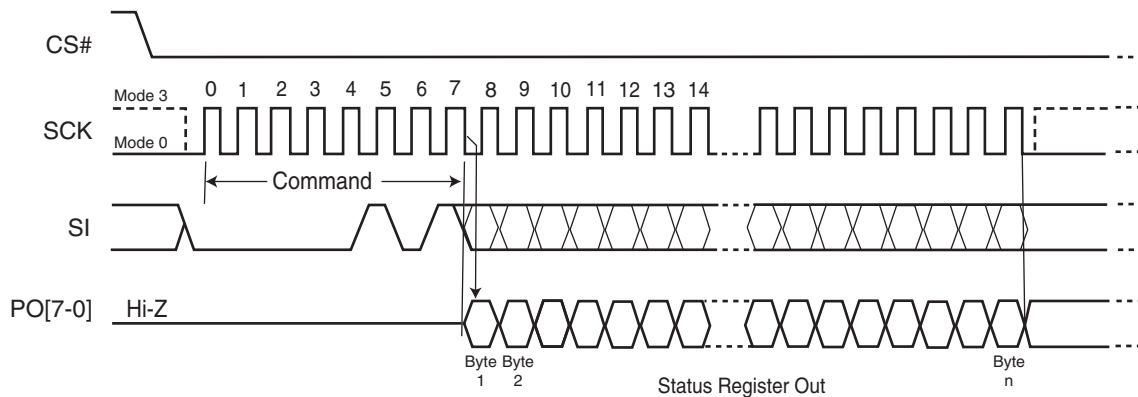 CS#
0 1 2 3 4 5 6 7 8 9 10 11 12 13 14
Mode 3
SCK
Mode 0
Command
SI
PO[7-0]
Hi-Z
Byte 1
Byte 2
Byte n
Status Register Out